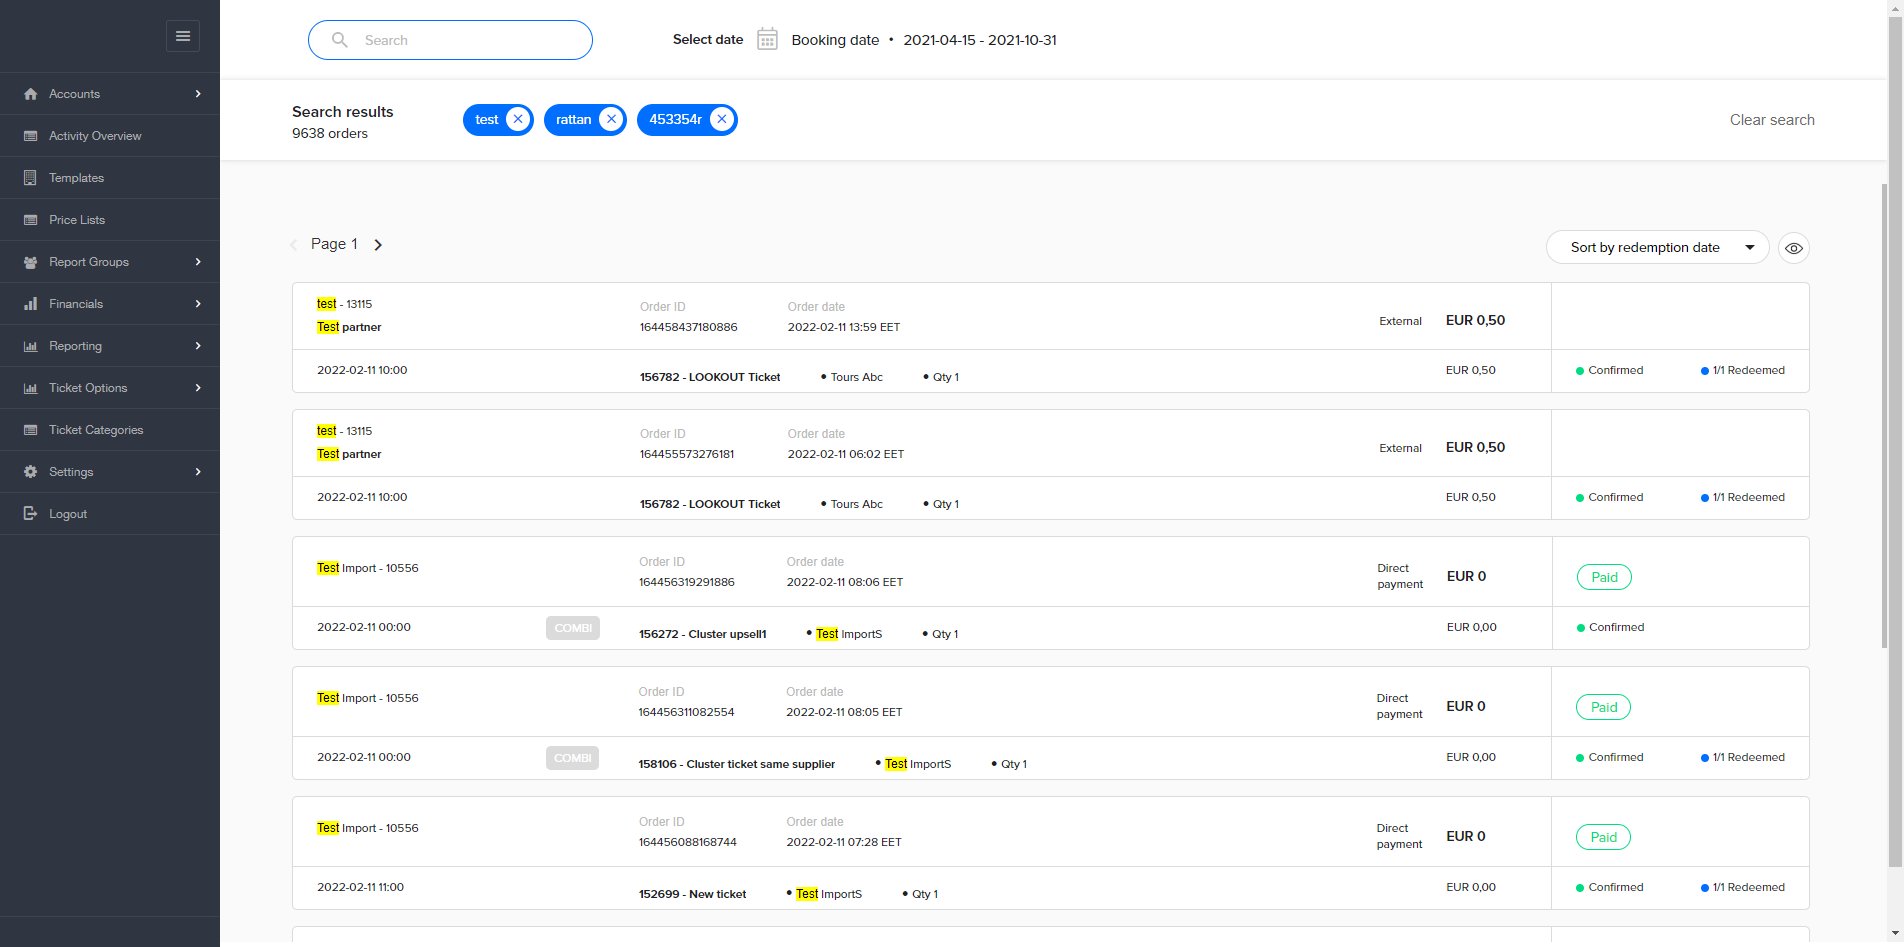 Accounts
Activity Overview
Templates
Price Lists
Report Groups
Financials
Reporting
Ticket Options
Ticket Categories
Settings
Logout
Search
Select date Booking date • 2021-04-15 - 2021-10-31
Search results
9638 orders
test rattan 453354r
Clear search
Page 1
Sort by redemption date
test - 13115 Order ID Order date
Test partner 164458437180886 2022-02-11 13:59 EET External EUR 0,50
2022-02-11 10:00 156782 - LOOKOUT Ticket • Tours Abc • Qty 1 EUR 0,50 Confirmed 1/1 Redeemed
test - 13115 Order ID Order date
Test partner 164455573276181 2022-02-11 06:02 EET External EUR 0,50
2022-02-11 10:00 156782 - LOOKOUT Ticket • Tours Abc • Qty 1 EUR 0,50 Confirmed 1/1 Redeemed
Order ID Order date
Test Import - 10556 164456319291886 2022-02-11 08:06 EET Direct payment EUR 0 Paid
2022-02-11 00:00 COMBI 156272 - Cluster upsell1 • Test ImportS • Qty 1 EUR 0,00 Confirmed
Order ID Order date
Test Import - 10556 164456311082554 2022-02-11 08:05 EET Direct payment EUR 0 Paid
2022-02-11 00:00 COMBI 158106 - Cluster ticket same supplier • Test ImportS • Qty 1 EUR 0,00 Confirmed 1/1 Redeemed
Order ID Order date
Test Import - 10556 164456088168744 2022-02-11 07:28 EET Direct payment EUR 0 Paid
2022-02-11 11:00 152699 - New ticket • Test ImportS • Qty 1 EUR 0,00 Confirmed 1/1 Redeemed